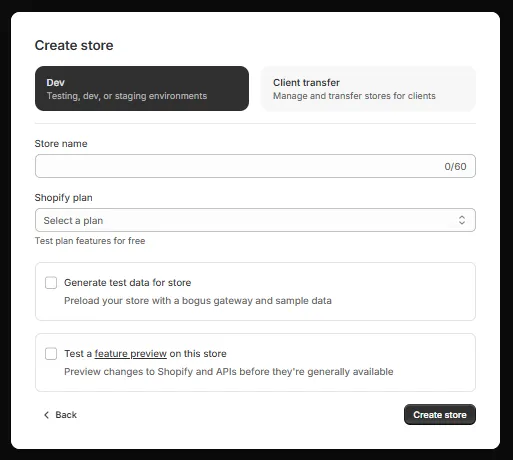 Create store
Dev
Testing, dev, or staging environments
Client transfer
Manage and transfer stores for clients
Store name
0/60
Shopify plan
Select a plan
Test plan features for free
Generate test data for store
Preload your store with a bogus gateway and sample data
Test a feature preview on this store
Preview changes to Shopify and APIs before they're generally available
Back
Create store